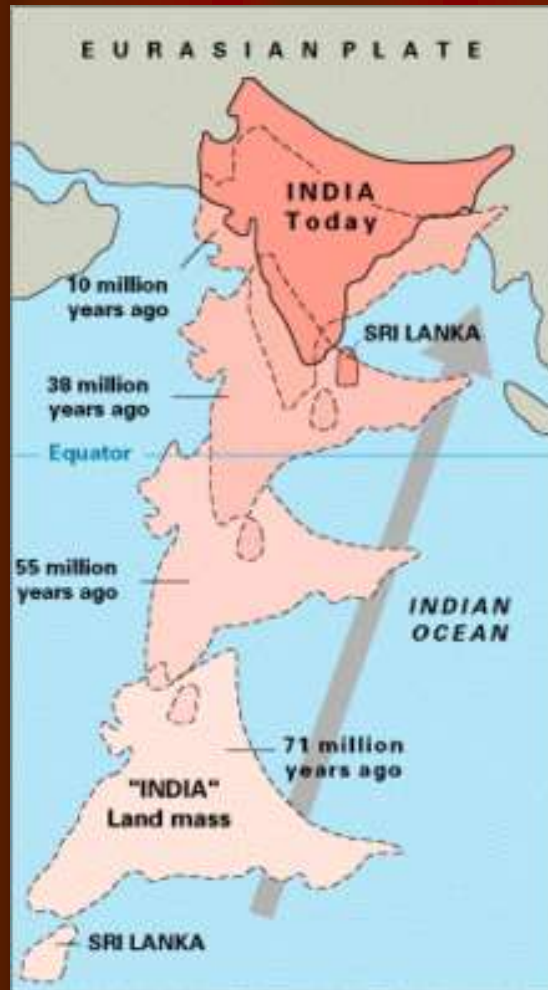 EURASIAN PLATE
INDIA
Today
10 million
years ago
SRI LANKA
38 million
years ago
Equator
55 million
years ago
INDIAN
OCEAN
71 million
years ago
"INDIA"
Land mass
SRI LANKA